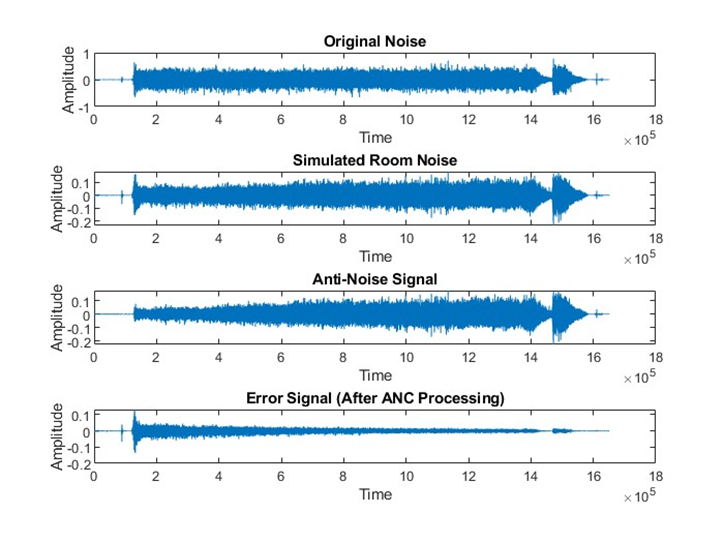 Original Noise
1
0
-1
Amplitude
0 2 4 6 8 10 12 14 16 18
Time
×10^5
Simulated Room Noise
0.1
0
-0.1
-0.2
Amplitude
0 2 4 6 8 10 12 14 16 18
Time
×10^5
Anti-Noise Signal
0.1
0
-0.1
-0.2
Amplitude
0 2 4 6 8 10 12 14 16 18
Time
×10^5
Error Signal (After ANC Processing)
0.1
0
-0.1
-0.2
Amplitude
0 2 4 6 8 10 12 14 16 18
Time
×10^5